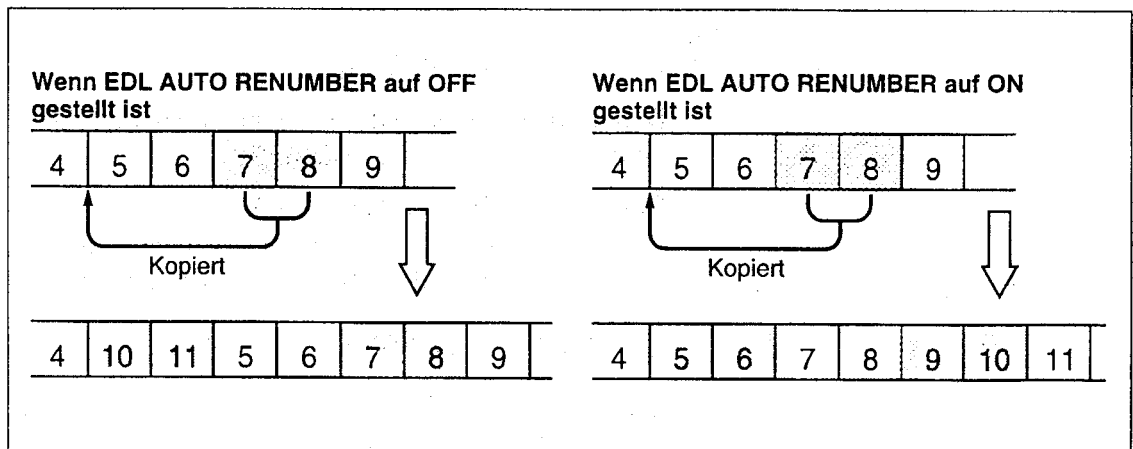 Wenn EDL AUTO RENUMBER auf OFF
gestellt ist
4 5 6 7 8 9
Kopiert
4 10 11 5 6 7 8 9
Wenn EDL AUTO RENUMBER auf ON
gestellt ist
4 5 6 7 8 9
Kopiert
4 5 6 7 8 9 10 11